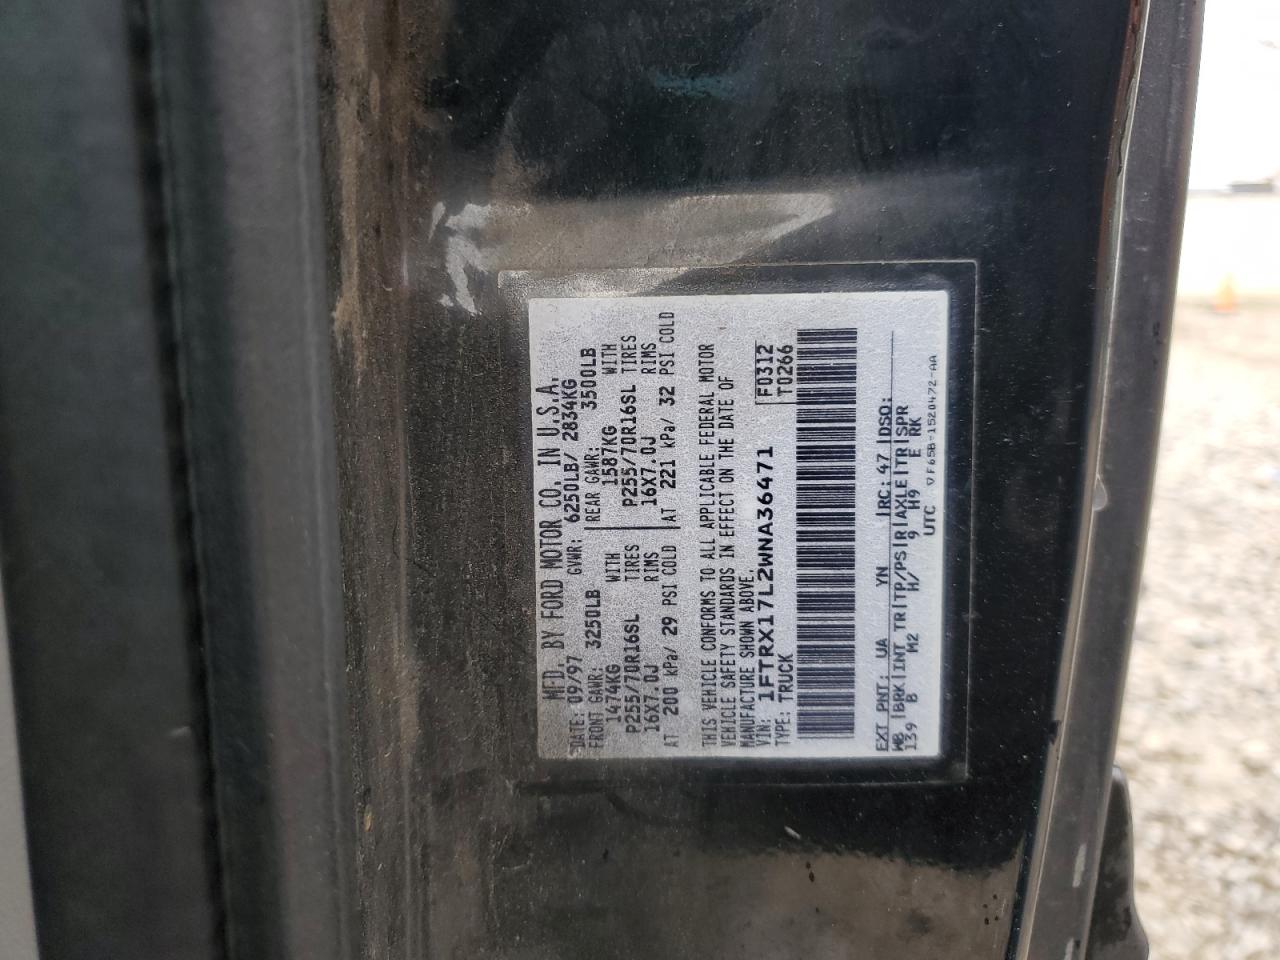 MFD. BY FORD MOTOR CO. IN U.S.A.
DATE: 09/97 GVWR: 6250LB/ 2834KG
FRONT GAWR: 3250LB REAR GAWR: 3500LB
1474KG WITH 1587KG WITH
P255/70R16SL TIRES P255/70R16SL TIRES
16X7.0J RIMS 16X7.0J RIMS
AT 200 kPa/ 29 PSI COLD AT 221 kPa/ 32 PSI COLD
THIS VEHICLE CONFORMS TO ALL APPLICABLE FEDERAL MOTOR
VEHICLE SAFETY STANDARDS IN EFFECT ON THE DATE OF
MANUFACTURE SHOWN ABOVE.
VIN: 1FTRX17L2WNA36471 F0312
TYPE: TRUCK T0266
EXT PNT: UA YN RC: 47 DSO:
WB BRK INT TR TP/PS R AXLE TR SPR
139 B M2 H/ 9 H9 E RK
UTC ▽F65B-1520472-AA